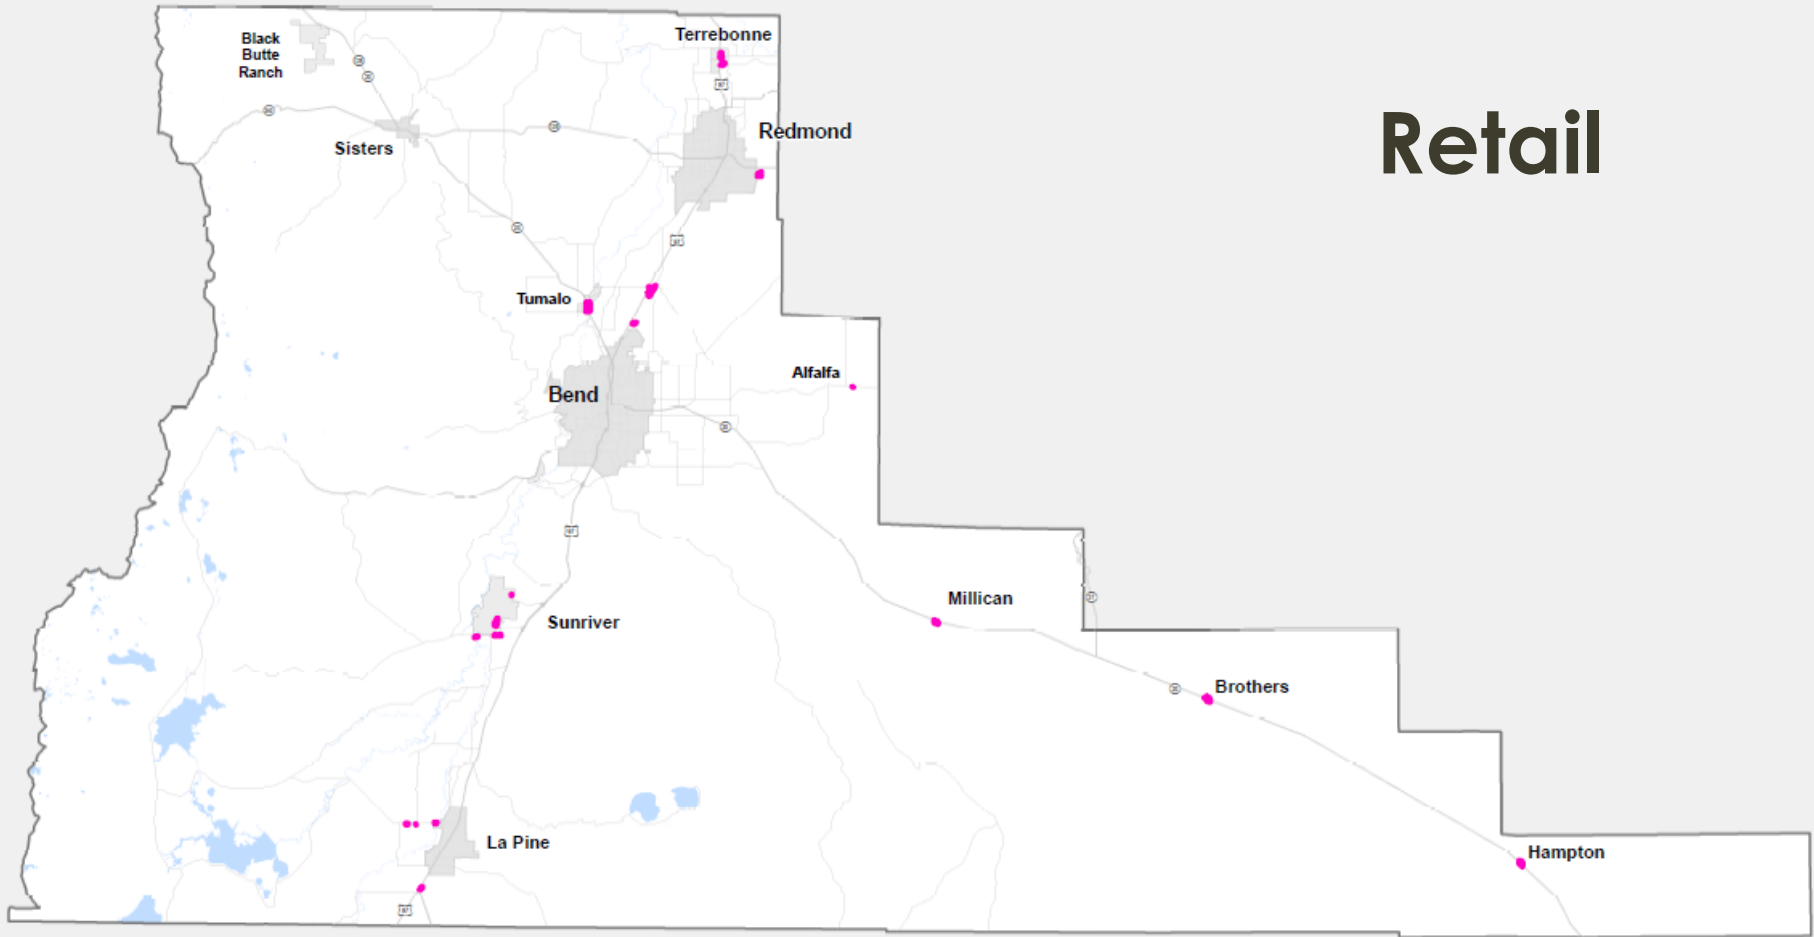 Black
Butte
Ranch
Terrebonne
Redmond
Retail
Sisters
Tumalo
Alfalfa
Bend
Millican
Sunriver
Brothers
La Pine
Hampton